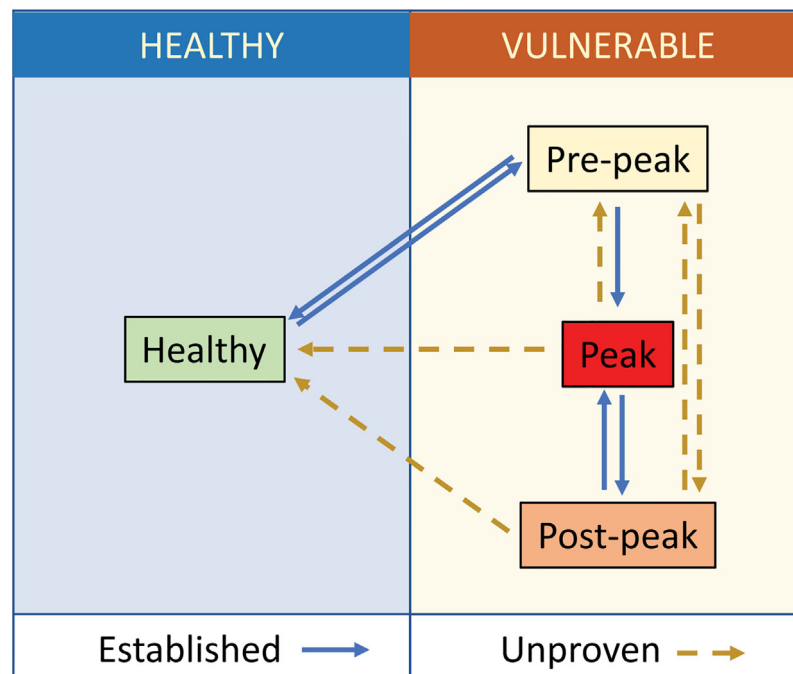 HEALTHY
VULNERABLE
Pre-peak
Healthy
Peak
Post-peak
Established
Unproven